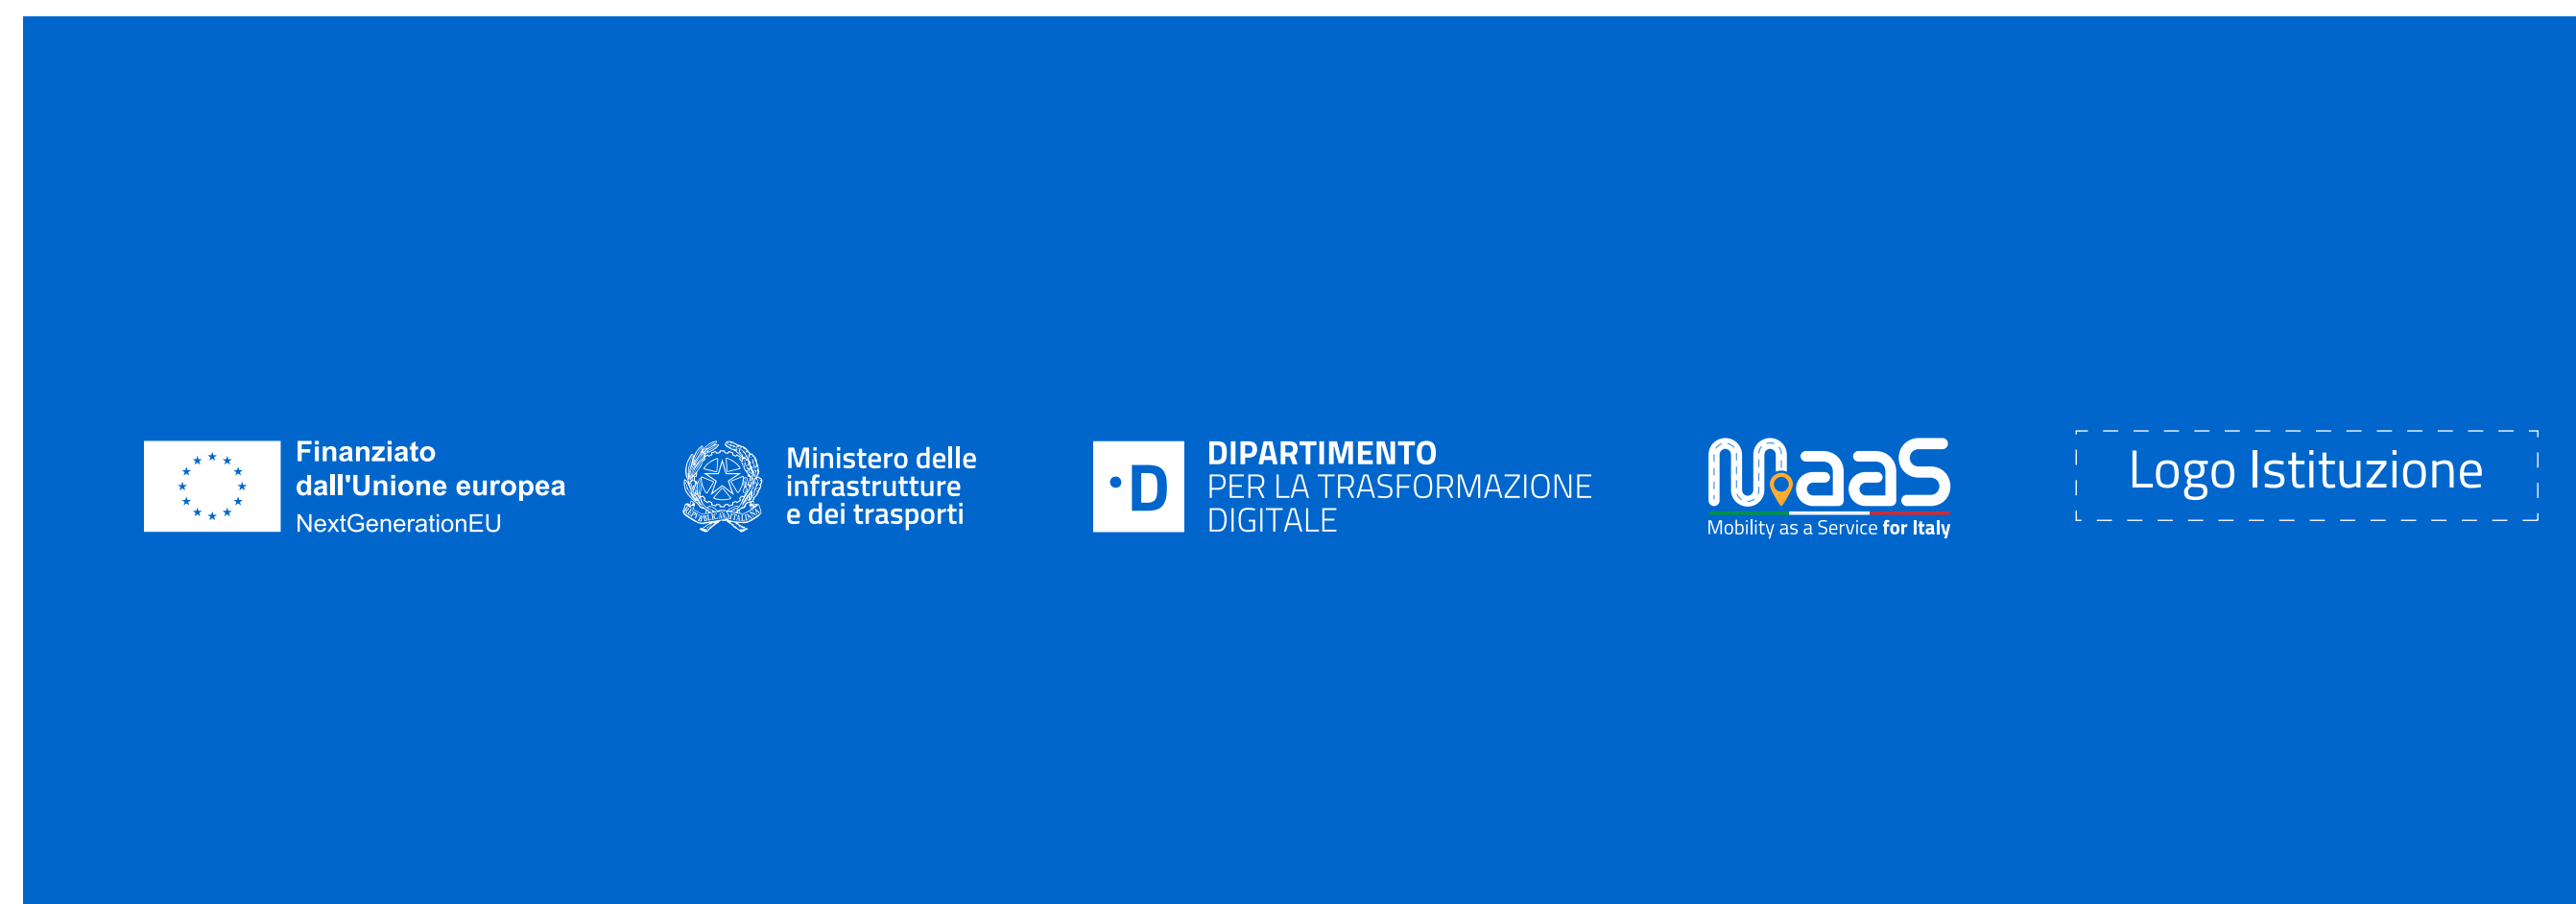 Finanziato
dall'Unione europea
NextGenerationEU
Ministero delle
infrastrutture
e dei trasporti
·D
DIPARTIMENTO
PER LA TRASFORMAZIONE
DIGITALE
MaaS
Mobility as a Service for Italy
Logo Istituzione